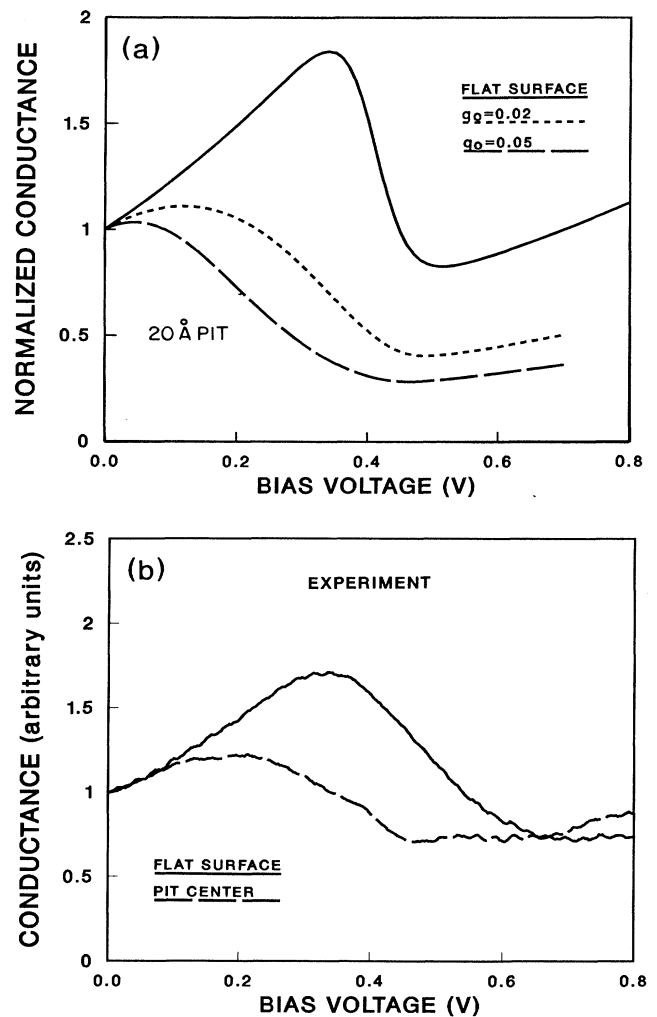 2
(a)
FLAT SURFACE
g₀=0.02
g₀=0.05
1.5
1
20 Å PIT
0.5
0
0.0 0.2 0.4 0.6 0.8
BIAS VOLTAGE (V)
NORMALIZED CONDUCTANCE
2.5
(b)
EXPERIMENT
2
1.5
1
FLAT SURFACE
PIT CENTER
0.5
0
0.0 0.2 0.4 0.6 0.8
BIAS VOLTAGE (V)
CONDUCTANCE (arbitrary units)